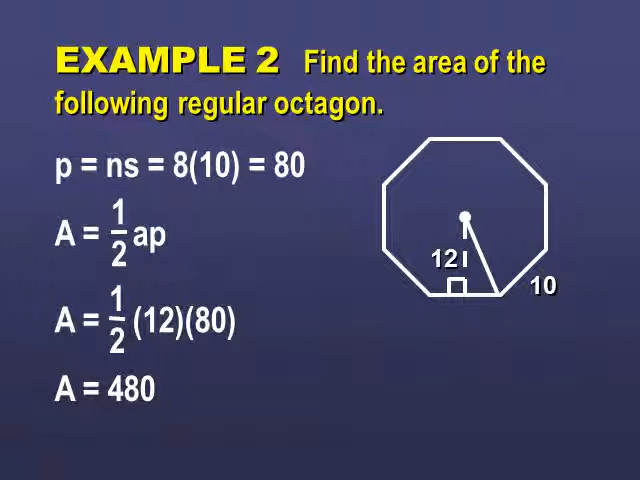 EXAMPLE 2 Find the area of the
following regular octagon.
p = ns = 8(10) = 80
A = 1/2 ap
12
10
A = 1/2 (12)(80)
A = 480